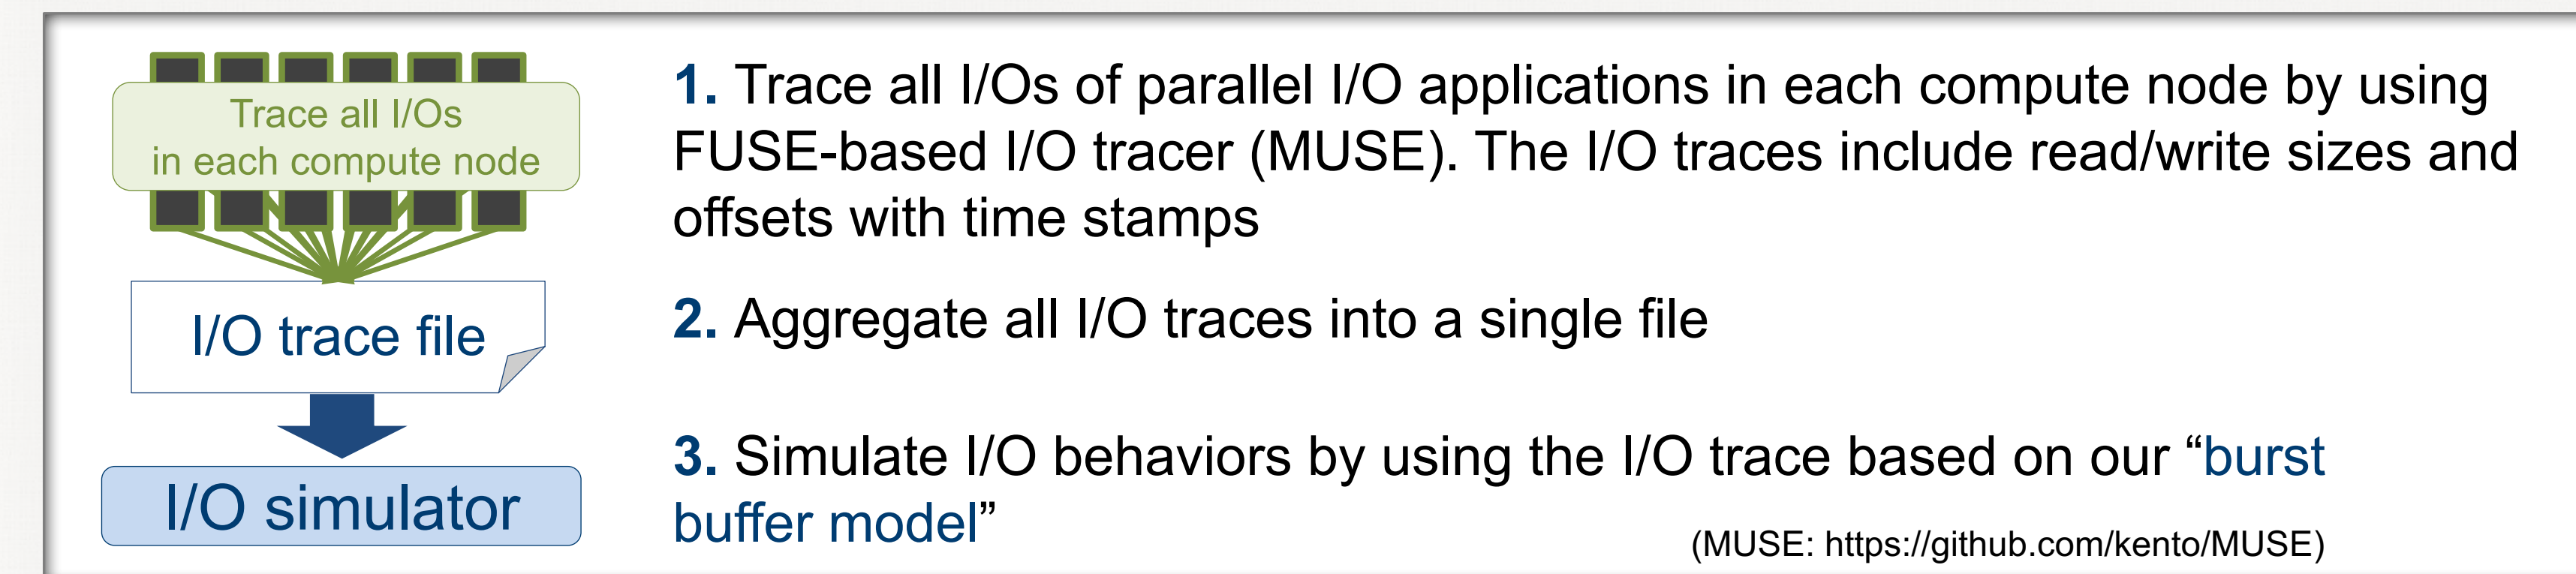 Trace all I/Os
in each compute node
I/O trace file
I/O simulator
1. Trace all I/Os of parallel I/O applications in each compute node by using
FUSE-based I/O tracer (MUSE). The I/O traces include read/write sizes and
offsets with time stamps
2. Aggregate all I/O traces into a single file
3. Simulate I/O behaviors by using the I/O trace based on our “burst
buffer model”
(MUSE: https://github.com/kento/MUSE)